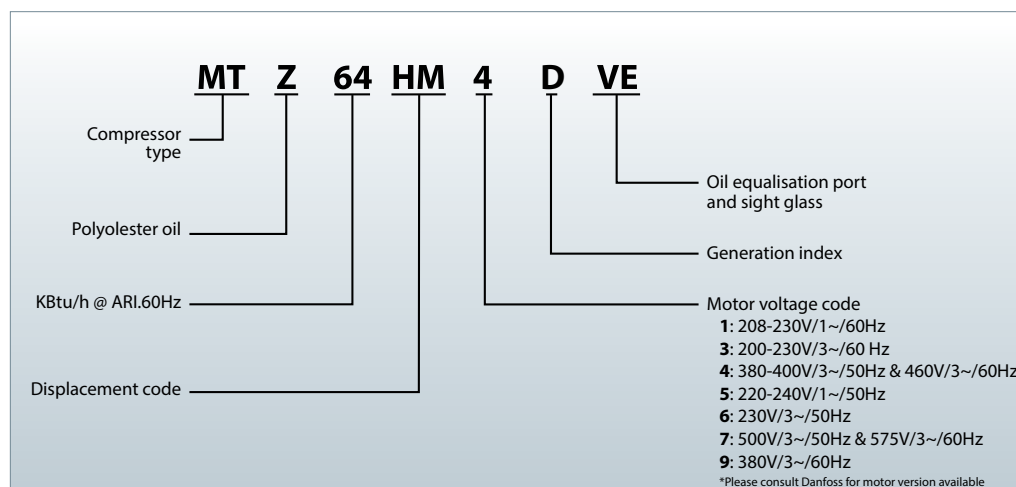 MT Z 64 HM 4 D VE
Compressor
type
Polyolester oil
KBtu/h @ ARI.60Hz
Displacement code
Oil equalisation port
and sight glass
Generation index
Motor voltage code
1: 208-230V/1~/60Hz
3: 200-230V/3~/60 Hz
4: 380-400V/3~/50Hz & 460V/3~/60Hz
5: 220-240V/1~/50Hz
6: 230V/3~/50Hz
7: 500V/3~/50Hz & 575V/3~/60Hz
9: 380V/3~/60Hz
*Please consult Danfoss for motor version available